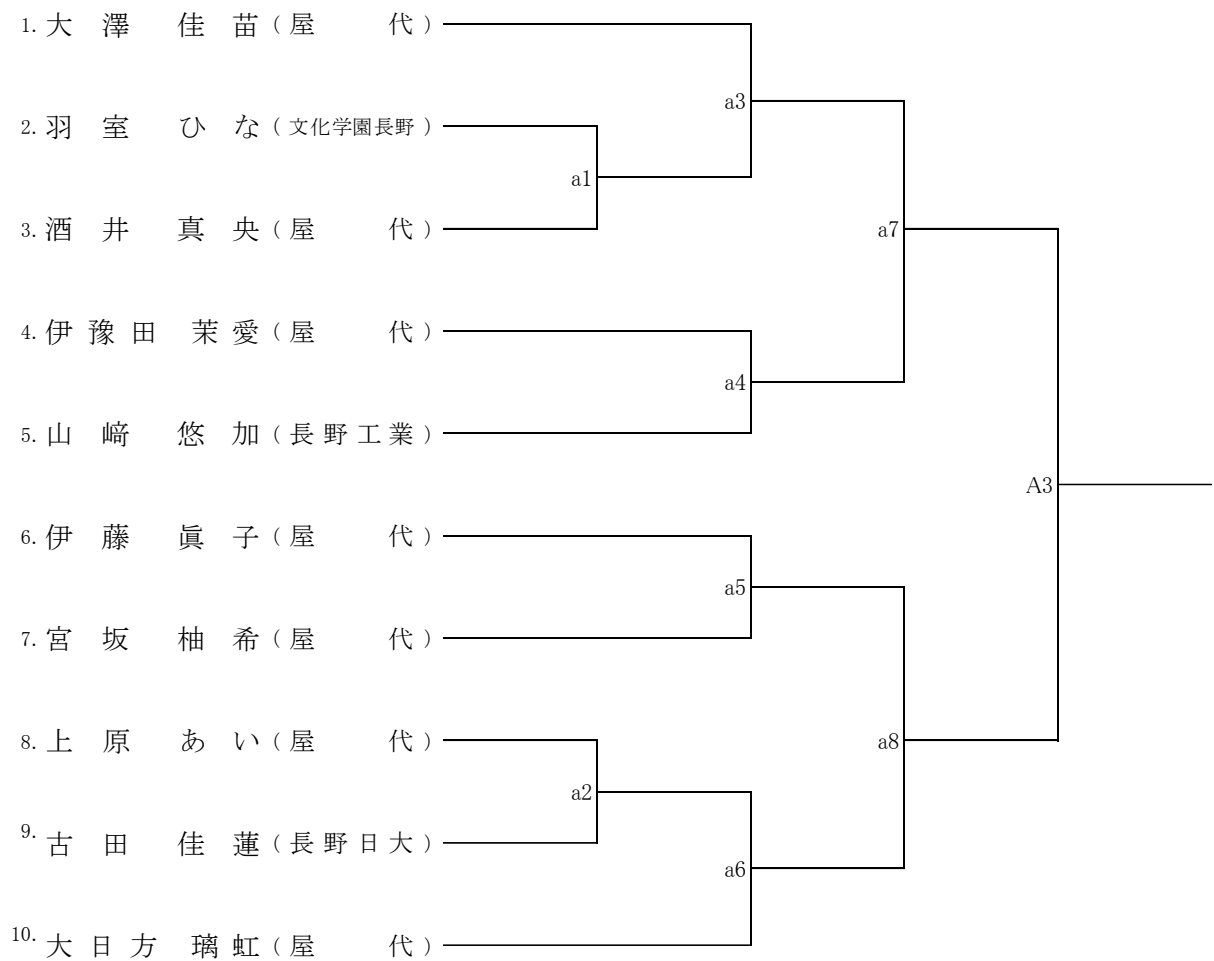 1. 大澤 佳苗(屋代)
a3
2. 羽室 ひな(文化学園長野)
a1
3. 酒井 真央(屋代)
a7
4. 伊豫田 茉愛(屋代)
a4
5. 山﨑 悠加(長野工業)
A3
6. 伊藤 眞子(屋代)
a5
7. 宮坂 柚希(屋代)
8. 上原 あい(屋代)
a8
a2
9. 古田 佳蓮(長野日大)
a6
10. 大日方 璃虹(屋代)